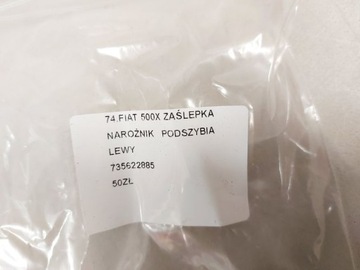 74.FIAT 500X ZAŚLEPKA
NAROŻNIK PODSZYBIA
LEWY
735622885
50ZŁ